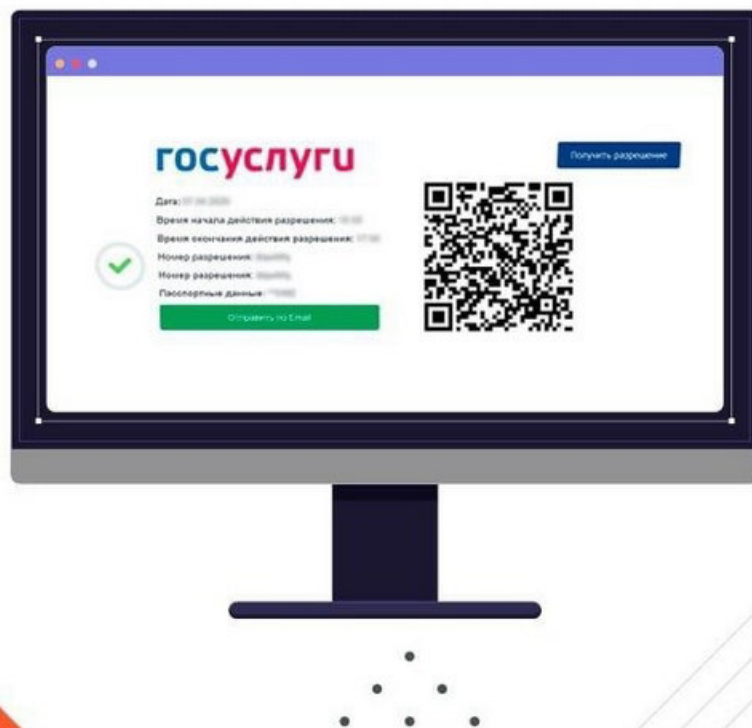 госуслуги
Получить разрешение
Дата:
Время начала действия разрешения:
Время окончания действия разрешения:
Номер разрешения:
Номер разрешения:
Пасспортные данные:
Отправить по Email